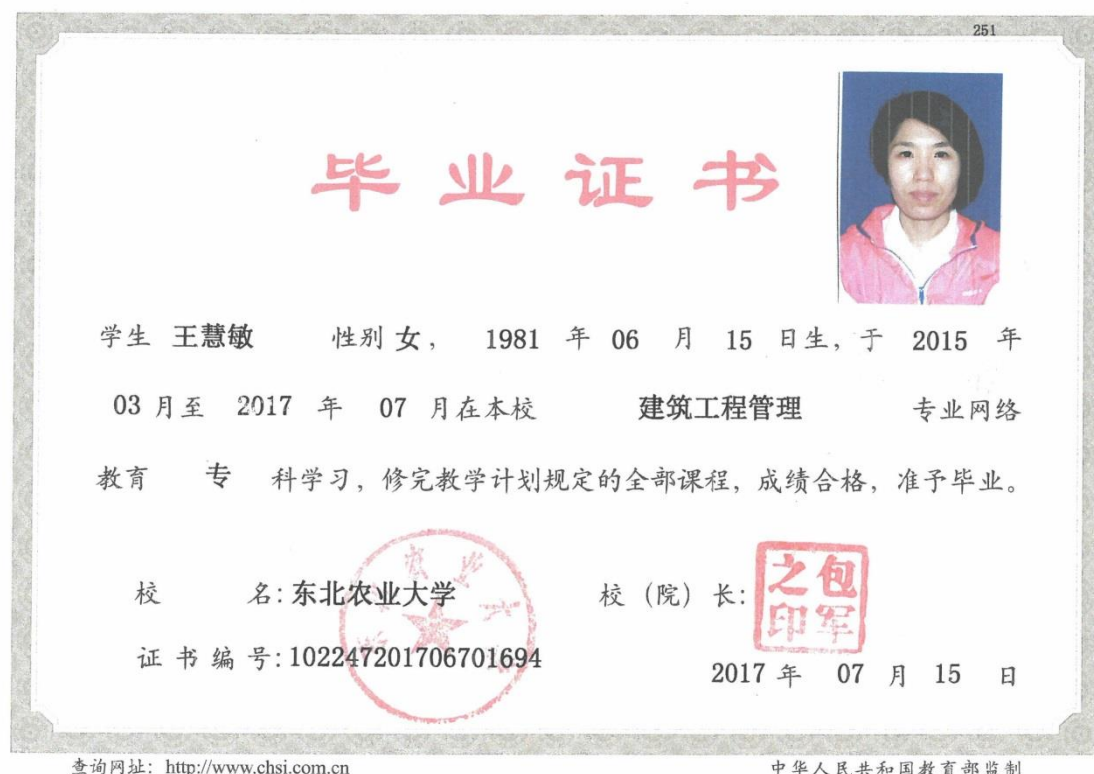 251
毕业证书
学生 王慧敏 性别 女， 1981 年 06 月 15 日生，于 2015 年
03 月至 2017 年 07 月在本校 建筑工程管理 专业网络
教育 专 科学习，修完教学计划规定的全部课程，成绩合格，准予毕业。
校 名：东北农业大学 校（院）长：
包军之印
证书编号：102247201706701694
2017 年 07 月 15 日
查询网址：http://www.chsi.com.cn 中华人民共和国教育部监制